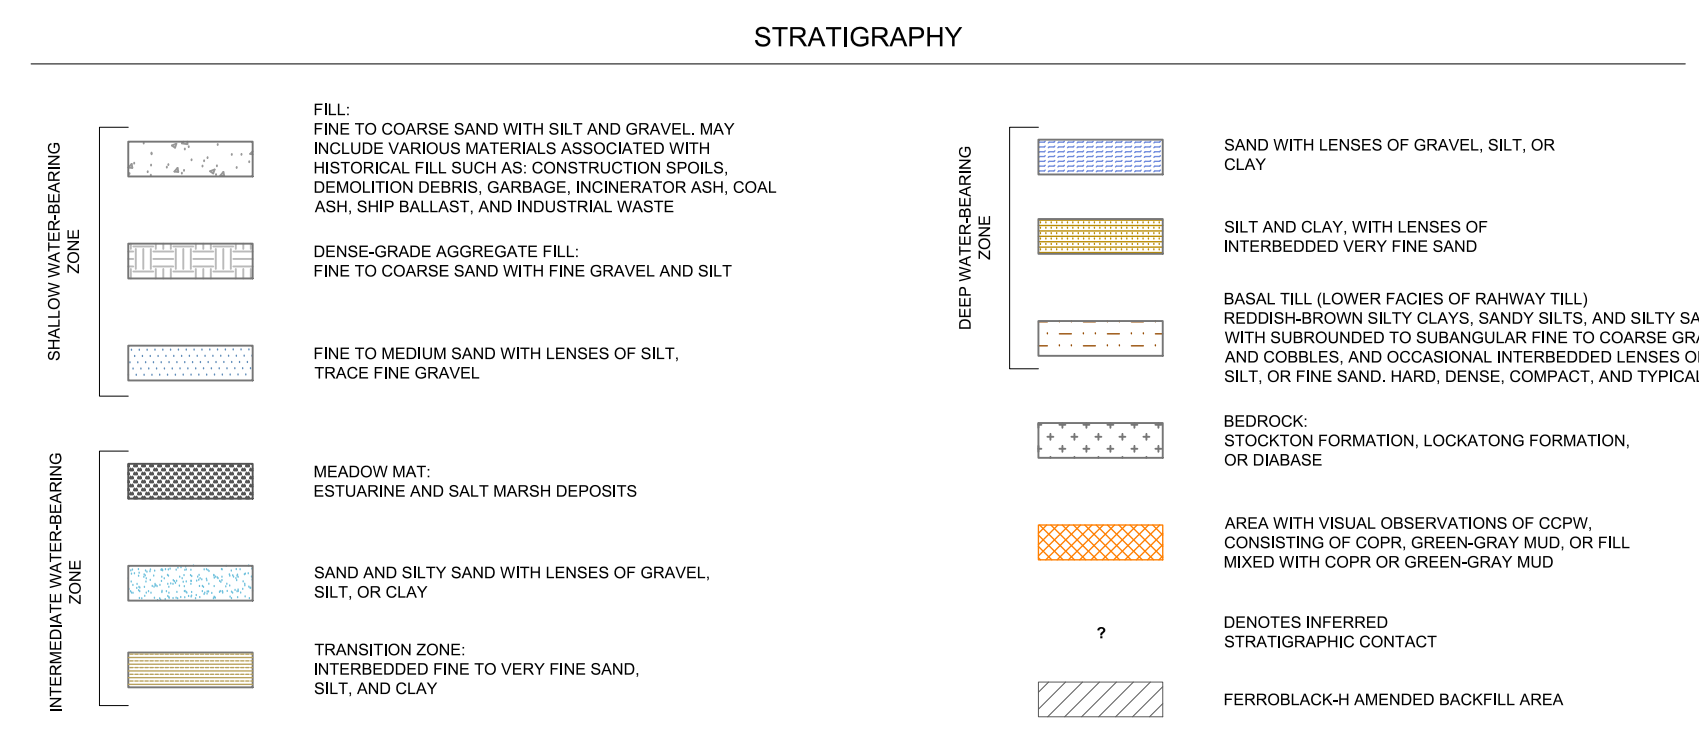 STRATIGRAPHY
SHALLOW WATER-BEARING
ZONE
FILL:
FINE TO COARSE SAND WITH SILT AND GRAVEL. MAY
INCLUDE VARIOUS MATERIALS ASSOCIATED WITH
HISTORICAL FILL SUCH AS: CONSTRUCTION SPOILS,
DEMOLITION DEBRIS, GARBAGE, INCINERATOR ASH, COAL
ASH, SHIP BALLAST, AND INDUSTRIAL WASTE
DENSE-GRADE AGGREGATE FILL:
FINE TO COARSE SAND WITH FINE GRAVEL AND SILT
FINE TO MEDIUM SAND WITH LENSES OF SILT,
TRACE FINE GRAVEL
INTERMEDIATE WATER-BEARING
ZONE
MEADOW MAT:
ESTUARINE AND SALT MARSH DEPOSITS
SAND AND SILTY SAND WITH LENSES OF GRAVEL,
SILT, OR CLAY
TRANSITION ZONE:
INTERBEDDED FINE TO VERY FINE SAND,
SILT, AND CLAY
DEEP WATER-BEARING
ZONE
SAND WITH LENSES OF GRAVEL, SILT, OR
CLAY
SILT AND CLAY, WITH LENSES OF
INTERBEDDED VERY FINE SAND
BASAL TILL (LOWER FACIES OF RAHWAY TILL)
REDDISH-BROWN SILTY CLAYS, SANDY SILTS, AND SILTY
WITH SUBROUNDED TO SUBANGULAR FINE TO COARSE
AND COBBLES, AND OCCASIONAL INTERBEDDED LENSES
SILT, OR FINE SAND. HARD, DENSE, COMPACT, AND
BEDROCK:
STOCKTON FORMATION, LOCKATONG FORMATION,
OR DIABASE
AREA WITH VISUAL OBSERVATIONS OF CCPW,
CONSISTING OF COPR, GREEN-GRAY MUD, OR FILL
MIXED WITH COPR OR GREEN-GRAY MUD
?
DENOTES INFERRED
STRATIGRAPHIC CONTACT
FERROBLACK-H AMENDED BACKFILL AREA